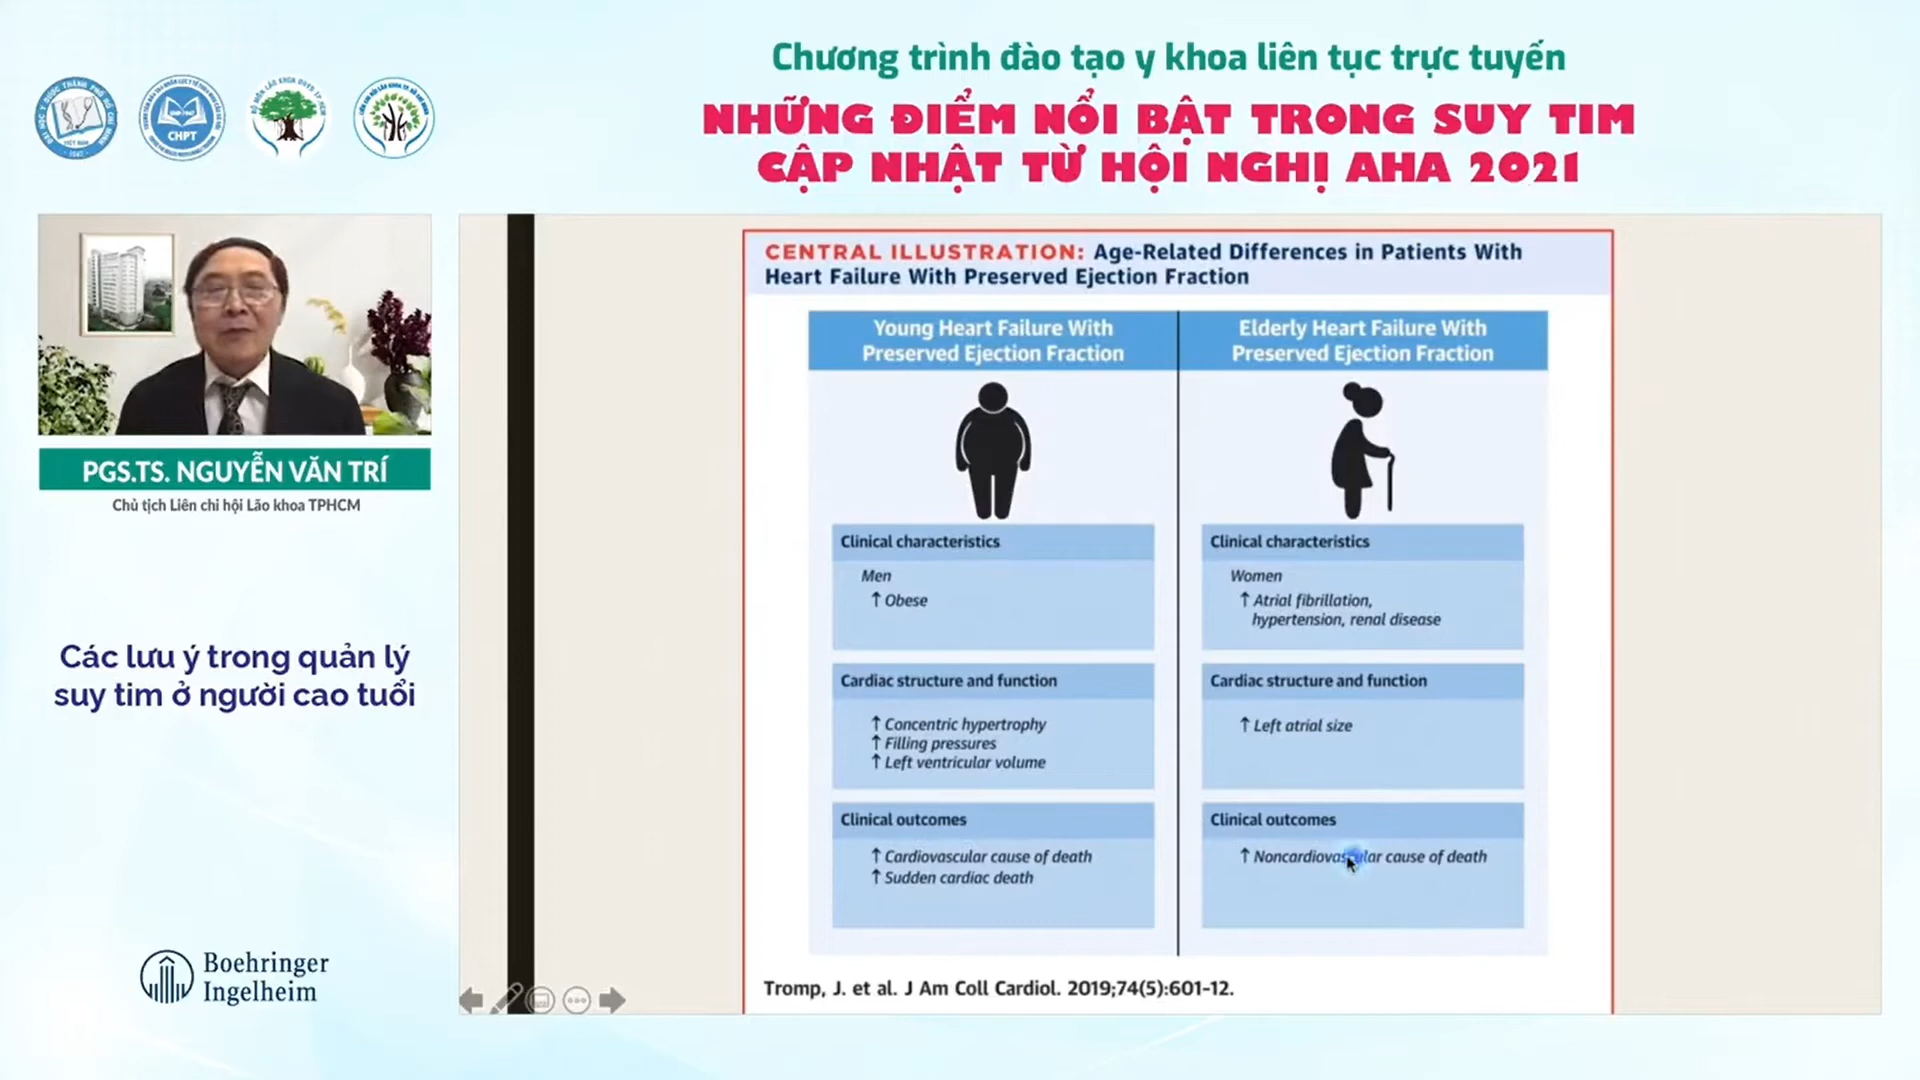 Chương trình đào tạo y khoa liên tục trực tuyến
NHỮNG ĐIỂM NỔI BẬT TRONG SUY TIM
CẬP NHẬT TỪ HỘI NGHỊ AHA 2021
CHPT
PGS.TS. NGUYỄN VĂN TRÍ
Chủ tịch Liên chi hội Lão khoa TPHCM
Các lưu ý trong quản lý
suy tim ở người cao tuổi
Boehringer
Ingelheim
CENTRAL ILLUSTRATION: Age-Related Differences in Patients With
Heart Failure With Preserved Ejection Fraction
Young Heart Failure With
Preserved Ejection Fraction
Clinical characteristics
Men
↑ Obese
Cardiac structure and function
↑ Concentric hypertrophy
↑ Filling pressures
↑ Left ventricular volume
Clinical outcomes
↑ Cardiovascular cause of death
↑ Sudden cardiac death
Elderly Heart Failure With
Preserved Ejection Fraction
Clinical characteristics
Women
↑ Atrial fibrillation,
hypertension, renal disease
Cardiac structure and function
↑ Left atrial size
Clinical outcomes
↑ Noncardiovascular cause of death
Tromp, J. et al. J Am Coll Cardiol. 2019;74(5):601-12.